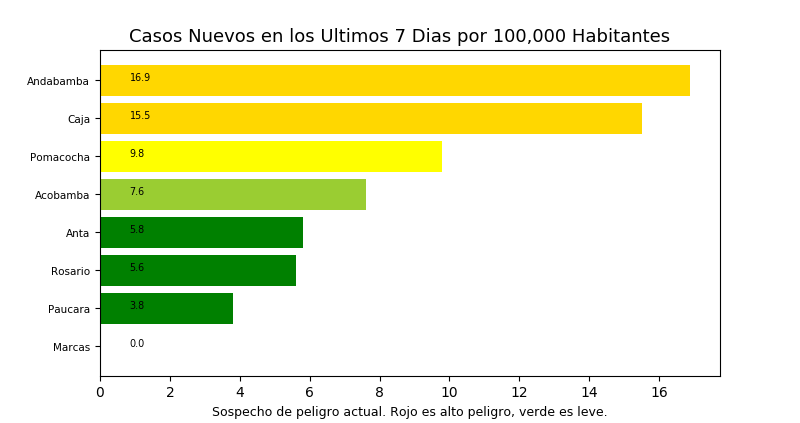 Casos Nuevos en los Ultimos 7 Dias por 100,000 Habitantes
Andabamba 16.9
Caja 15.5
Pomacocha 9.8
Acobamba 7.6
Anta 5.8
Rosario 5.6
Paucara 3.8
Marcas 0.0
0 2 4 6 8 10 12 14 16
Sospecho de peligro actual. Rojo es alto peligro, verde es leve.